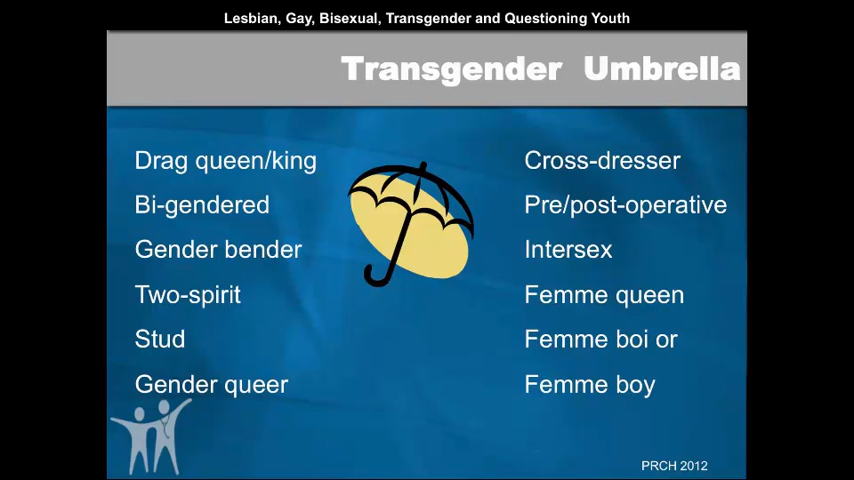 Lesbian, Gay, Bisexual, Transgender and Questioning Youth
Transgender Umbrella
Drag queen/king
Bi-gendered
Gender bender
Two-spirit
Stud
Gender queer
Cross-dresser
Pre/post-operative
Intersex
Femme queen
Femme boi or
Femme boy
PRCH 2012